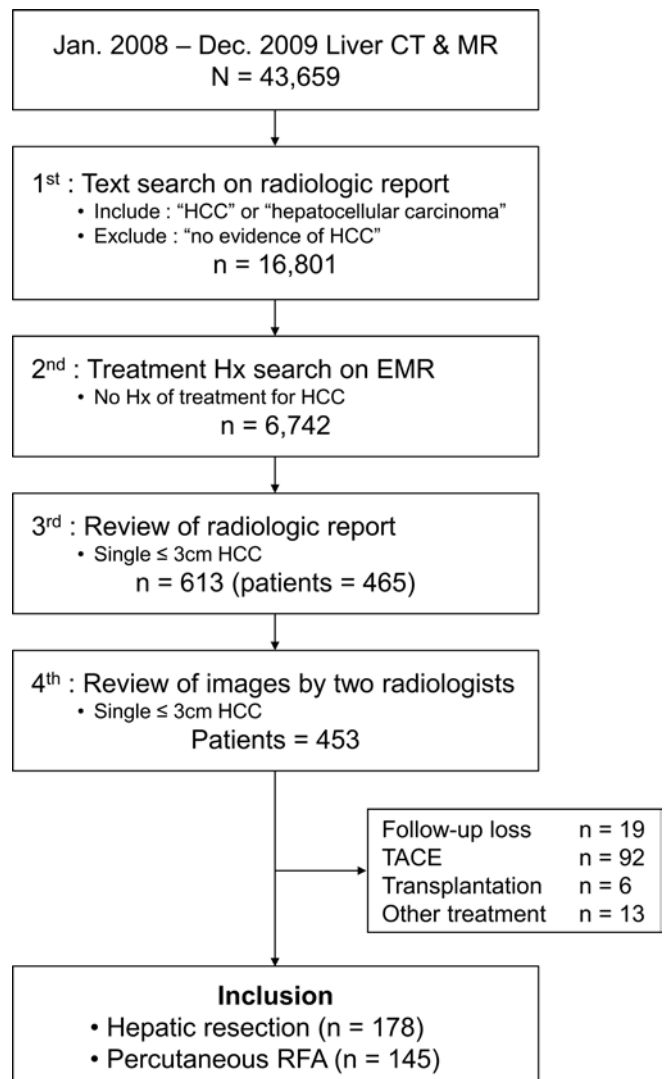 Jan. 2008 – Dec. 2009 Liver CT & MR
N = 43,659
1st : Text search on radiologic report
• Include : “HCC” or “hepatocellular carcinoma”
• Exclude : “no evidence of HCC”
n = 16,801
2nd : Treatment Hx search on EMR
• No Hx of treatment for HCC
n = 6,742
3rd : Review of radiologic report
• Single ≤ 3cm HCC
n = 613 (patients = 465)
4th : Review of images by two radiologists
• Single ≤ 3cm HCC
Patients = 453
Follow-up loss n = 19
TACE n = 92
Transplantation n = 6
Other treatment n = 13
Inclusion
• Hepatic resection (n = 178)
• Percutaneous RFA (n = 145)